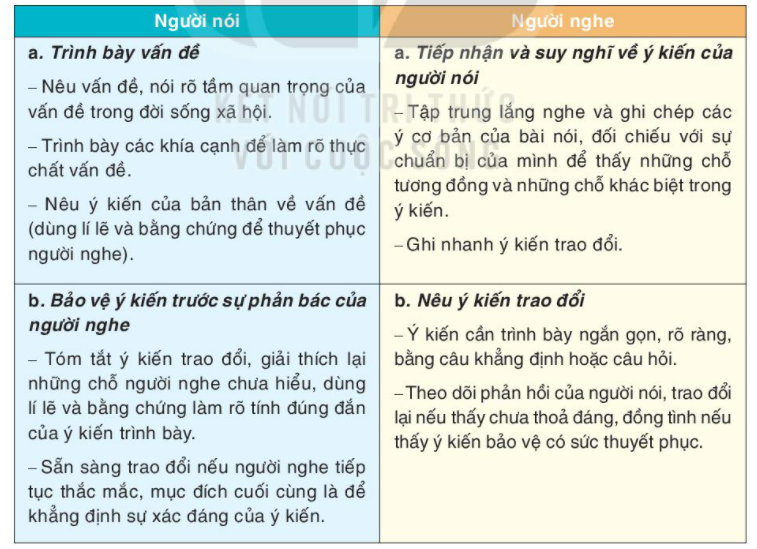 Người nói
Người nghe
a. Trình bày vấn đề
– Nêu vấn đề, nói rõ tầm quan trọng của
vấn đề trong đời sống xã hội.
– Trình bày các khía cạnh để làm rõ thực
chất vấn đề.
– Nêu ý kiến của bản thân về vấn đề
(dùng lí lẽ và bằng chứng để thuyết phục
người nghe).
a. Tiếp nhận và suy nghĩ về ý kiến của
người nói
– Tập trung lắng nghe và ghi chép các
ý cơ bản của bài nói, đối chiếu với sự
chuẩn bị của mình để thấy những chỗ
tương đồng và những chỗ khác biệt trong
ý kiến.
– Ghi nhanh ý kiến trao đổi.
KẾT NỐI TRI THỨC
VỚI CUỘC SỐNG
b. Bảo vệ ý kiến trước sự phản bác của
người nghe
– Tóm tắt ý kiến trao đổi, giải thích lại
những chỗ người nghe chưa hiểu, dùng
lí lẽ và bằng chứng làm rõ tính đúng đắn
của ý kiến trình bày.
– Sẵn sàng trao đổi nếu người nghe tiếp
tục thắc mắc, mục đích cuối cùng là để
khẳng định sự xác đáng của ý kiến.
b. Nêu ý kiến trao đổi
– Ý kiến cần trình bày ngắn gọn, rõ ràng,
bằng câu khẳng định hoặc câu hỏi.
– Theo dõi phản hồi của người nói, trao đổi
lại nếu thấy chưa thoả đáng, đồng tình nếu
thấy ý kiến bảo vệ có sức thuyết phục.